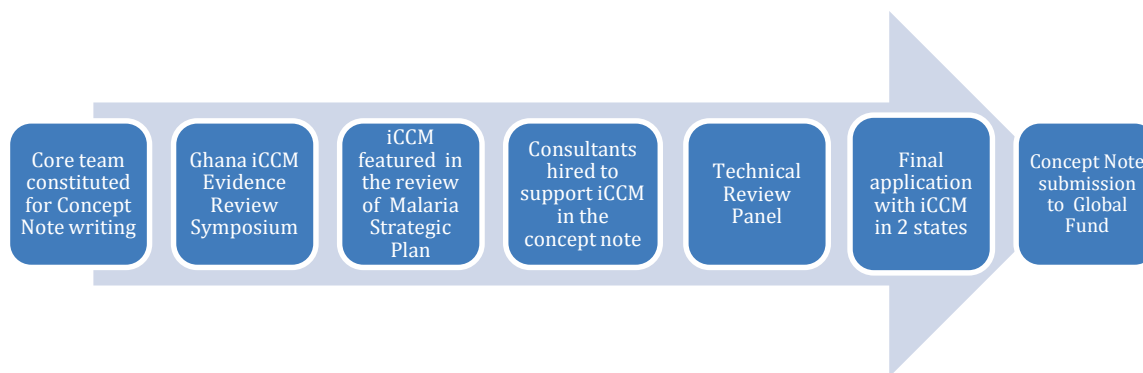 Core team
constituted
for Concept
Note writing
Ghana iCCM
Evidence
Review
Symposium
iCCM
featured in
the review
of Malaria
Strategic
Plan
Consultants
hired to
support iCCM
in the
concept note
Technical
Review
Panel
Final
application
with iCCM
in 2 states
Concept Note
submission
to Global
Fund